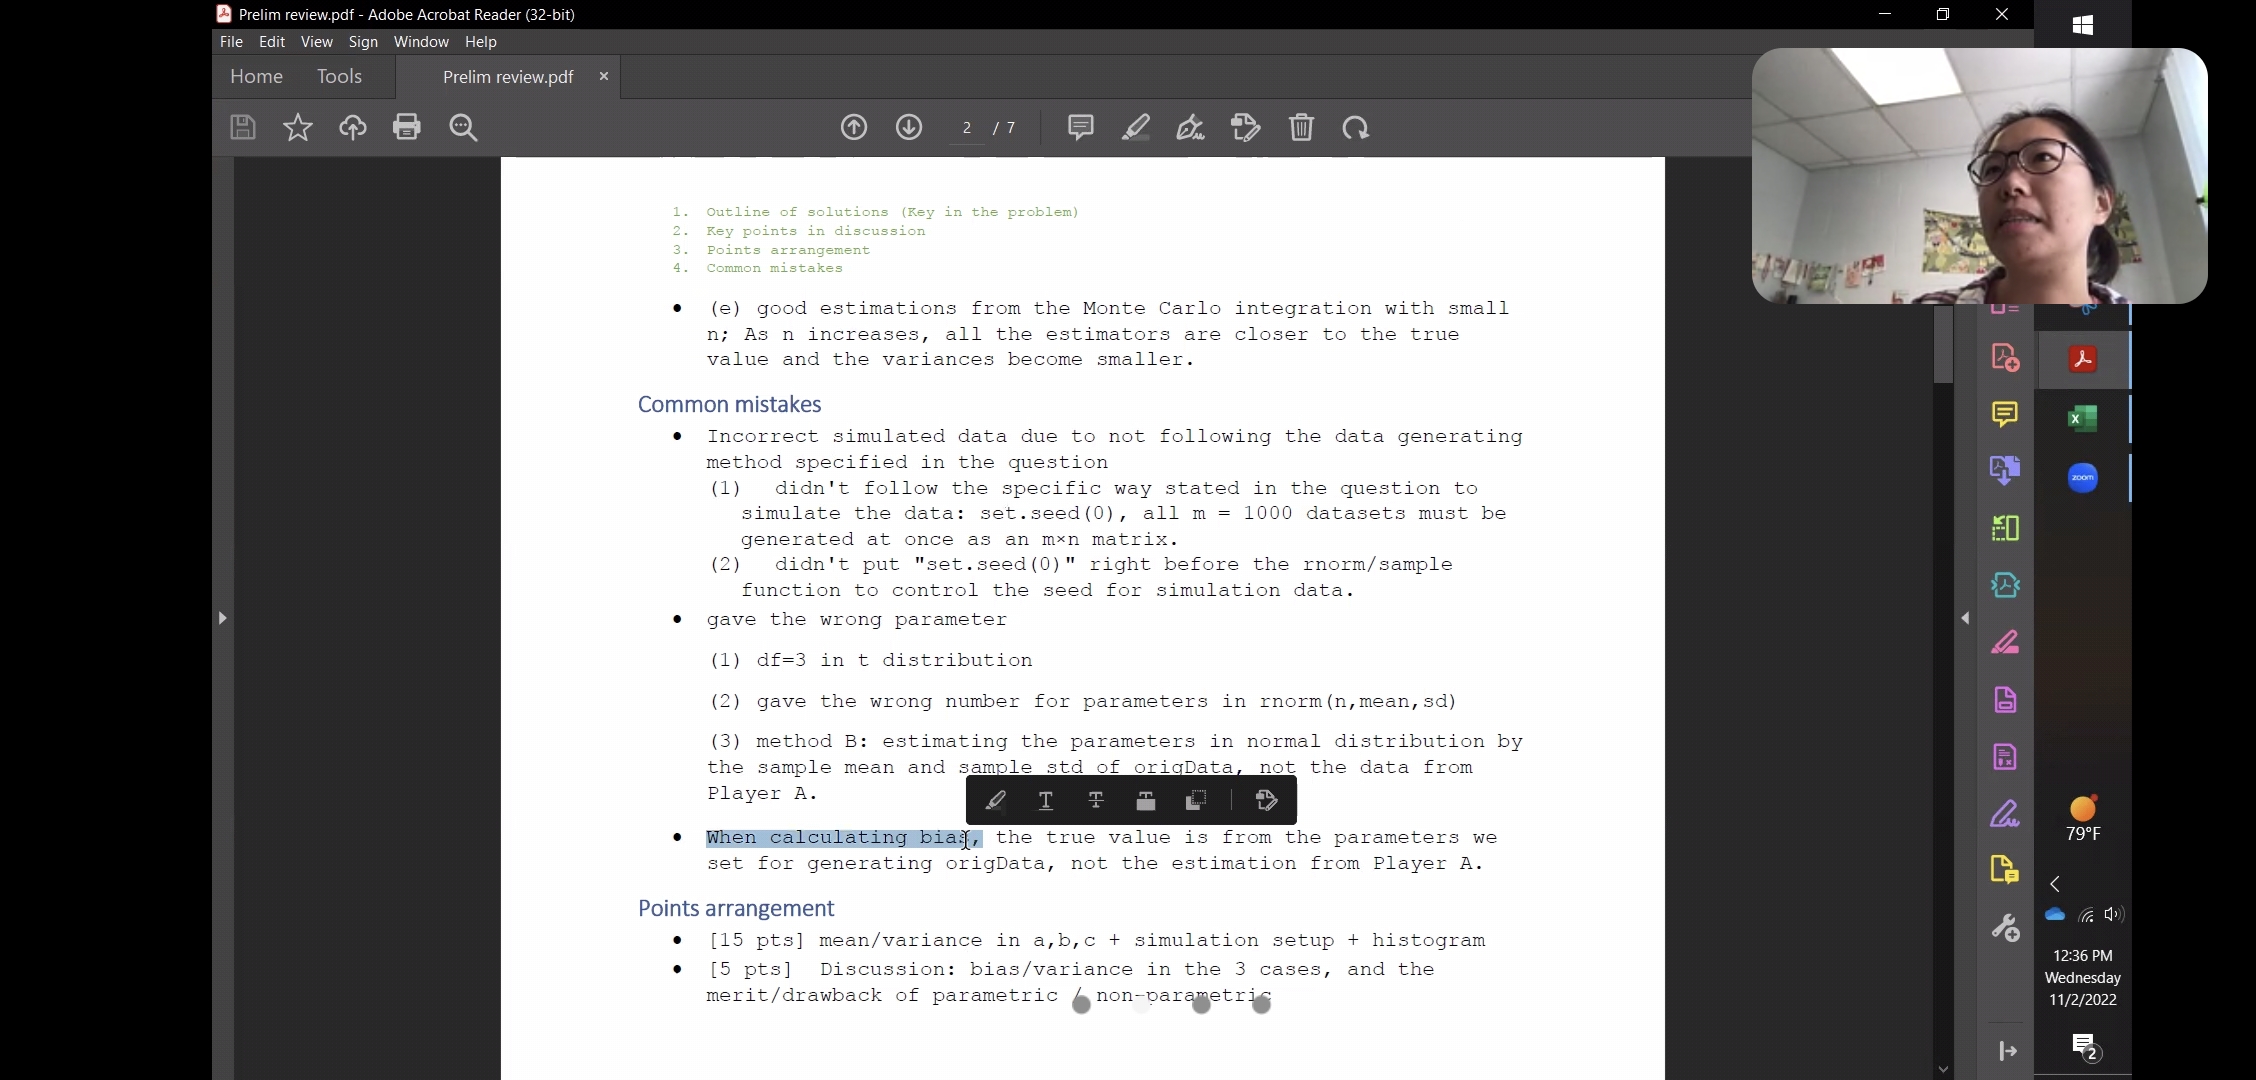 Prelim review.pdf - Adobe Acrobat Reader (32-bit)
File Edit View Sign Window Help
Home Tools Prelim review.pdf ×
2 / 7
1. Outline of solutions (Key in the problem)
2. Key points in discussion
3. Points arrangement
4. Common mistakes
• (e) good estimations from the Monte Carlo integration with small
n; As n increases, all the estimators are closer to the true
value and the variances become smaller.
Common mistakes
• Incorrect simulated data due to not following the data generating
method specified in the question
(1) didn't follow the specific way stated in the question to
simulate the data: set.seed(0), all m = 1000 datasets must be
generated at once as an m×n matrix.
(2) didn't put "set.seed(0)" right before the rnorm/sample
function to control the seed for simulation data.
• gave the wrong parameter
(1) df=3 in t distribution
(2) gave the wrong number for parameters in rnorm(n,mean,sd)
(3) method B: estimating the parameters in normal distribution by
the sample mean and sample std of origData, not the data from
Player A.
• When calculating bias, the true value is from the parameters we
set for generating origData, not the estimation from Player A.
Points arrangement
• [15 pts] mean/variance in a,b,c + simulation setup + histogram
• [5 pts] Discussion: bias/variance in the 3 cases, and the
merit/drawback of parametric / non-parametric
zoom
79°F
12:36 PM
Wednesday
11/2/2022
2